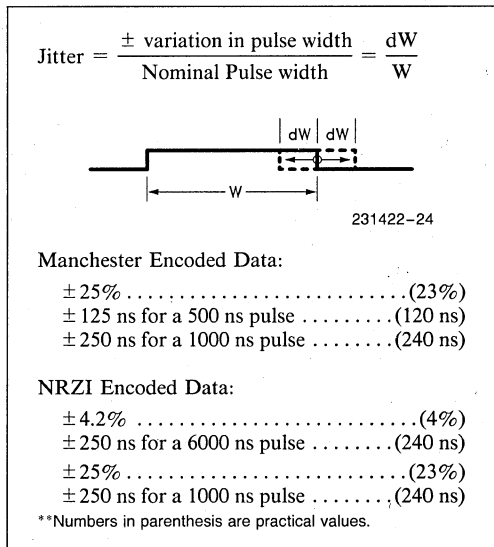 Jitter = ± variation in pulse width / Nominal Pulse width = dW / W
dW dW
W
231422–24
Manchester Encoded Data:
±25% . . . . . . . . . . . . . . . . . . . . . . . . . . (23%)
±125 ns for a 500 ns pulse . . . . . . . . . (120 ns)
±250 ns for a 1000 ns pulse . . . . . . . . (240 ns)
NRZI Encoded Data:
±4.2% . . . . . . . . . . . . . . . . . . . . . . . . . . (4%)
±250 ns for a 6000 ns pulse . . . . . . . . (240 ns)
±25% . . . . . . . . . . . . . . . . . . . . . . . . . . (23%)
±250 ns for a 1000 ns pulse . . . . . . . . (240 ns)
**Numbers in parenthesis are practical values.